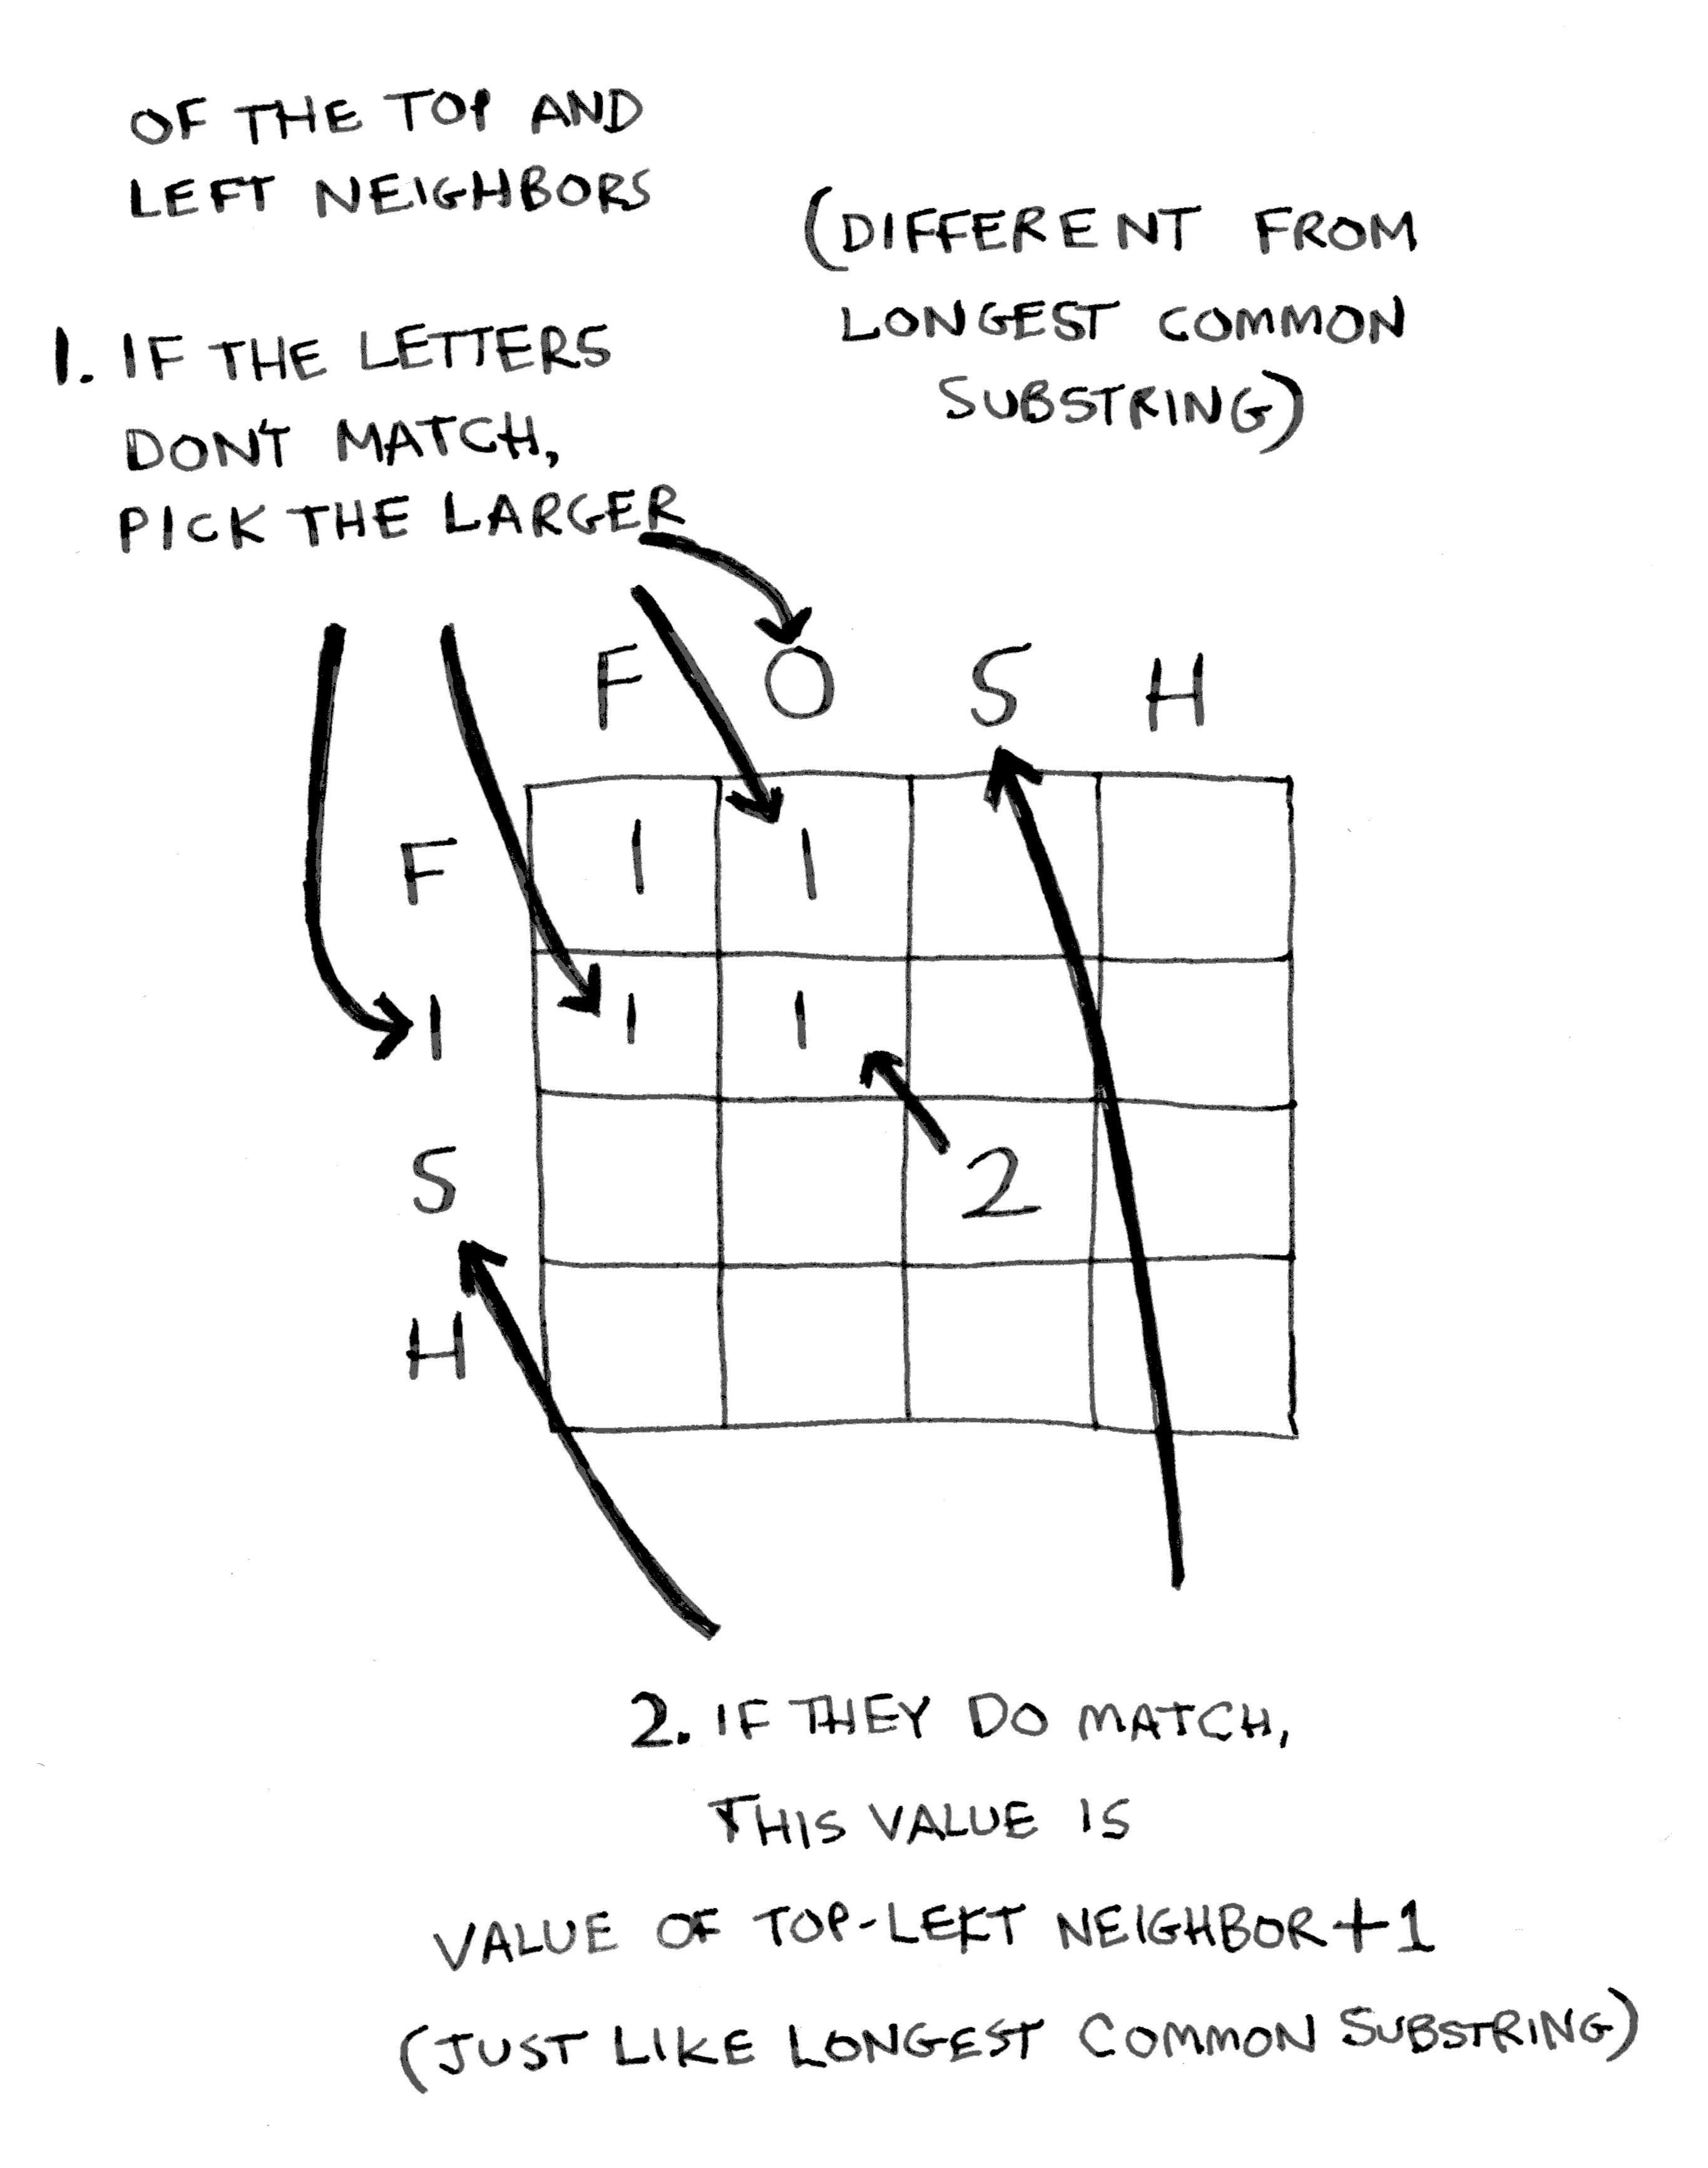 OF THE TOP AND
LEFT NEIGHBORS
(DIFFERENT FROM
LONGEST COMMON
SUBSTRING)
1. IF THE LETTERS
DON'T MATCH,
PICK THE LARGER
F O S H
F 1 1
I 1 1
S 2
H
2. IF THEY DO MATCH,
THIS VALUE IS
VALUE OF TOP-LEFT NEIGHBOR+1
(JUST LIKE LONGEST COMMON SUBSTRING)